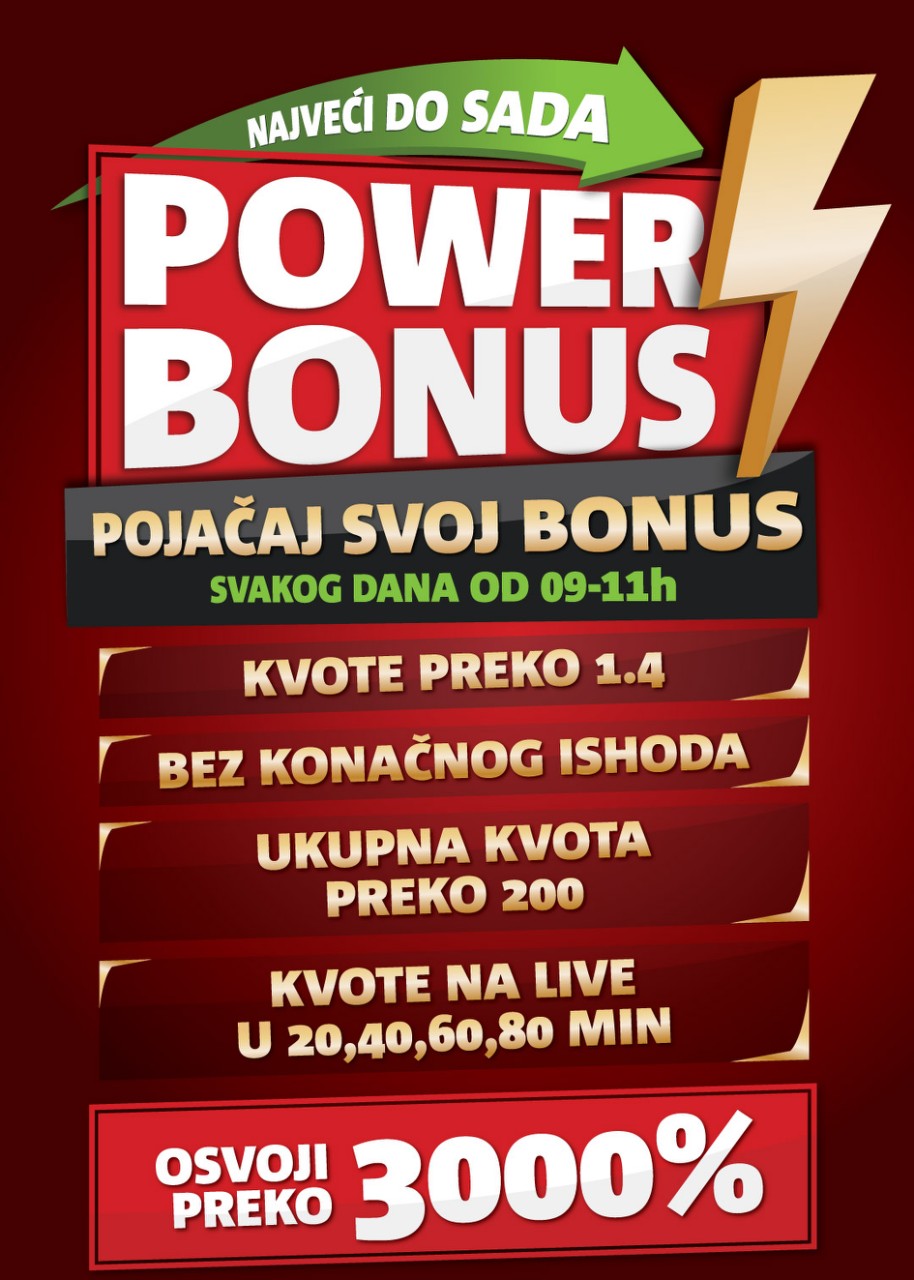 NAJVEĆI DO SADA
POWER
BONUS
POJAČAJ SVOJ BONUS
SVAKOG DANA OD 09-11h
KVOTE PREKO 1.4
BEZ KONAČNOG ISHODA
UKUPNA KVOTA
PREKO 200
KVOTE NA LIVE
U 20,40,60,80 MIN
OSVOJI
PREKO 3000%